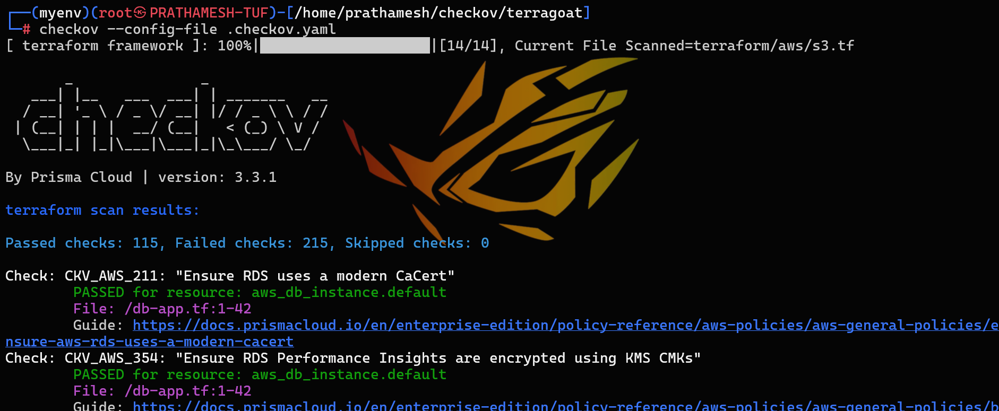 ┌──(myenv)(root㉿PRATHAMESH-TUF)-[/home/prathamesh/checkov/terragoat]
└─# checkov --config-file .checkov.yaml
[ terraform framework ]: 100%|████████████████████|[14/14], Current File Scanned=terraform/aws/s3.tf
       _               _
   ___| |__   ___  ___| | _______   __
  / __| '_ \ / _ \/ __| |/ / _ \ \ / /
 | (__| | | |  __/ (__|   < (_) \ V /
  \___|_| |_|\___|\___|_|\_\___/ \_/
By Prisma Cloud | version: 3.3.1
terraform scan results:
Passed checks: 115, Failed checks: 215, Skipped checks: 0
Check: CKV_AWS_211: "Ensure RDS uses a modern CaCert"
PASSED for resource: aws_db_instance.default
File: /db-app.tf:1-42
Guide: https://docs.prismacloud.io/en/enterprise-edition/policy-reference/aws-policies/aws-general-policies/e
nsure-aws-rds-uses-a-modern-cacert
Check: CKV_AWS_354: "Ensure RDS Performance Insights are encrypted using KMS CMKs"
PASSED for resource: aws_db_instance.default
File: /db-app.tf:1-42
Guide: https://docs.prismacloud.io/en/enterprise-edition/policy-reference/aws-policies/aws-general-policies/b